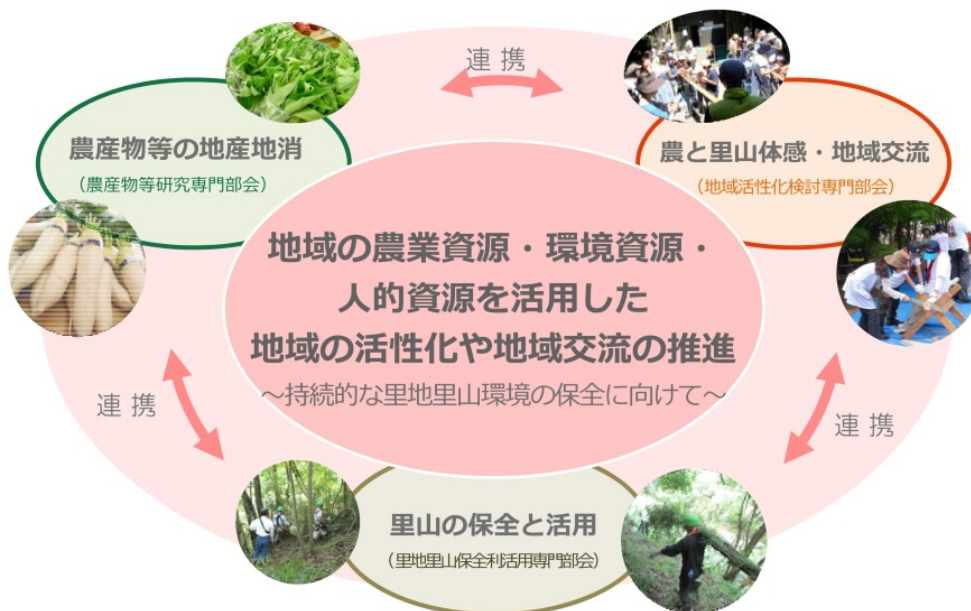 連携
農産物等の地産地消
(農産物等研究専門部会)
農と里山体感・地域交流
(地域活性化検討専門部会)
地域の農業資源・環境資源・
人的資源を活用した
地域の活性化や地域交流の推進
～持続的な里地里山環境の保全に向けて～
連携
連携
里山の保全と活用
(里地里山保全利活用専門部会)